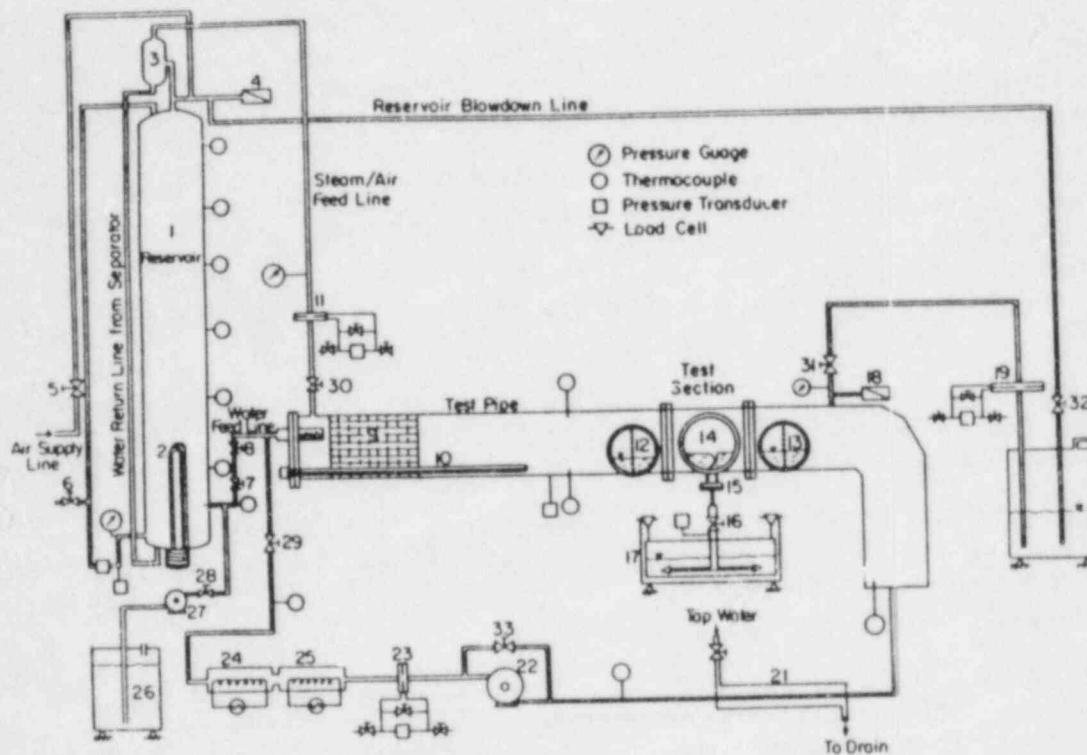 3
4
Reservoir Blowdown Line
Pressure Guage
Thermocouple
Pressure Transducer
Load Cell
Steam/Air
Feed Line
1
Reservoir
Water Return Line from Separator
11
5
30
31
18
19
32
Test
Section
Test Pipe
Water
Feed Line
Air Supply
Line
2
8
12
14
13
10
7
6
15
16
17
29
28
27
Tap Water
33
24
25
23
22
21
26
To Drain